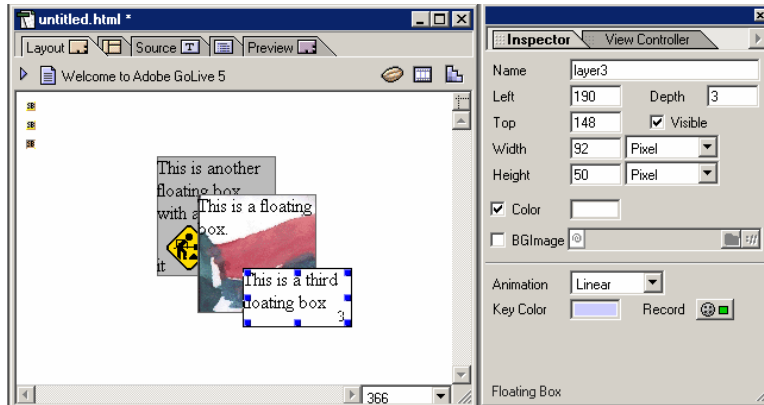 untitled.html *
Layout
Source
Preview
Welcome to Adobe GoLive 5
This is another
floating box
with a
it
This is a floating
box.
This is a third
floating box
3
366
Inspector
View Controller
Name layer3
Left 190 Depth 3
Top 148 Visible
Width 92 Pixel
Height 50 Pixel
Color
BGImage
Animation Linear
Key Color Record
Floating Box